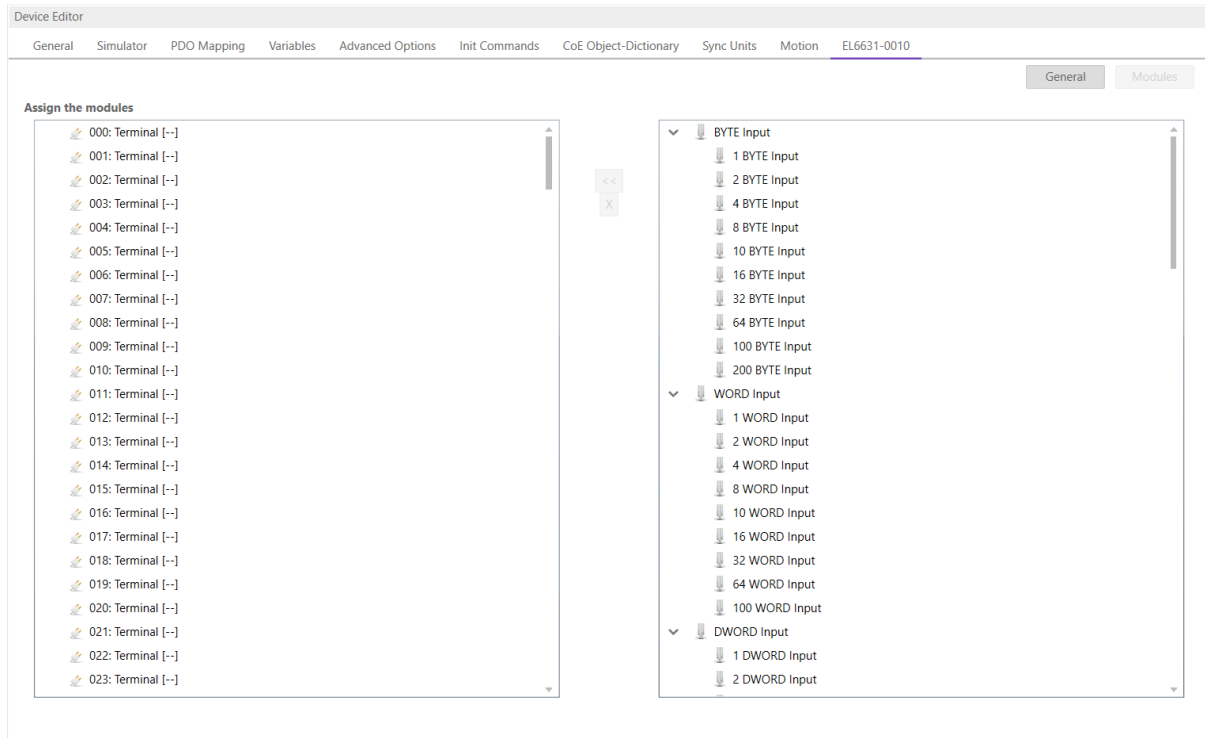 Device Editor
General Simulator PDO Mapping Variables Advanced Options Init Commands CoE Object-Dictionary Sync Units Motion EL6631-0010
General Modules
Assign the modules
000: Terminal [--]
001: Terminal [--]
002: Terminal [--]
003: Terminal [--]
004: Terminal [--]
005: Terminal [--]
006: Terminal [--]
007: Terminal [--]
008: Terminal [--]
009: Terminal [--]
010: Terminal [--]
011: Terminal [--]
012: Terminal [--]
013: Terminal [--]
014: Terminal [--]
015: Terminal [--]
016: Terminal [--]
017: Terminal [--]
018: Terminal [--]
019: Terminal [--]
020: Terminal [--]
021: Terminal [--]
022: Terminal [--]
023: Terminal [--]
<<
X
BYTE Input
1 BYTE Input
2 BYTE Input
4 BYTE Input
8 BYTE Input
10 BYTE Input
16 BYTE Input
32 BYTE Input
64 BYTE Input
100 BYTE Input
200 BYTE Input
WORD Input
1 WORD Input
2 WORD Input
4 WORD Input
8 WORD Input
10 WORD Input
16 WORD Input
32 WORD Input
64 WORD Input
100 WORD Input
DWORD Input
1 DWORD Input
2 DWORD Input